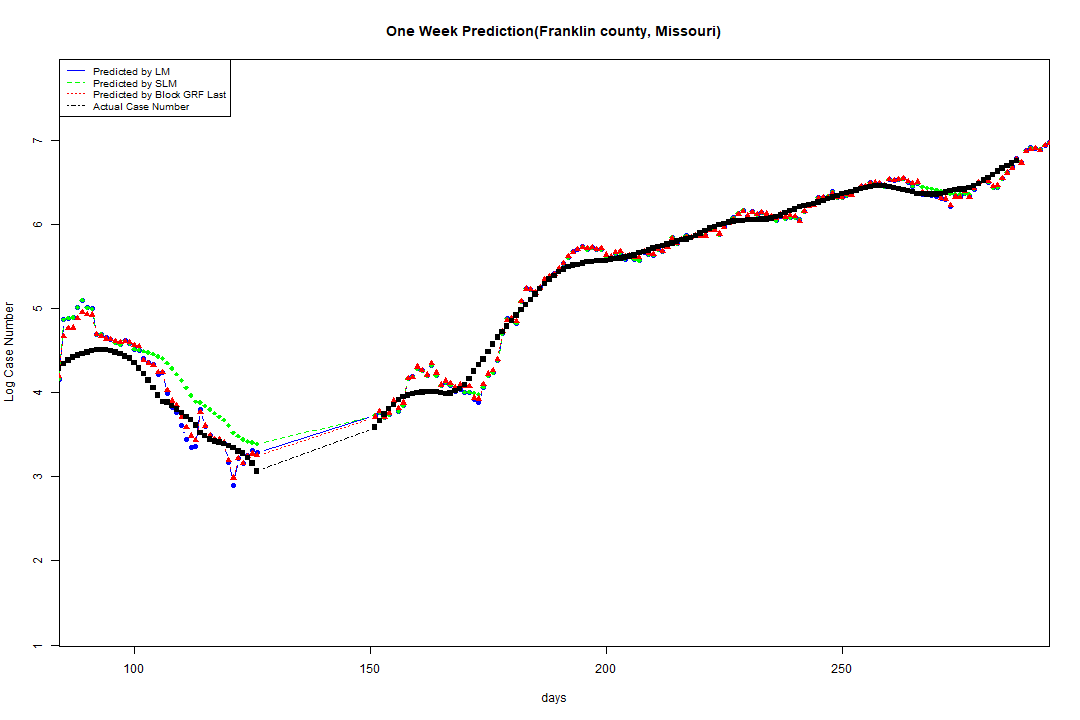 One Week Prediction(Franklin county, Missouri)
Predicted by LM
Predicted by SLM
Predicted by Block GRF Last
Actual Case Number
7
6
5
4
3
2
1
Log Case Number
100 150 200 250
days